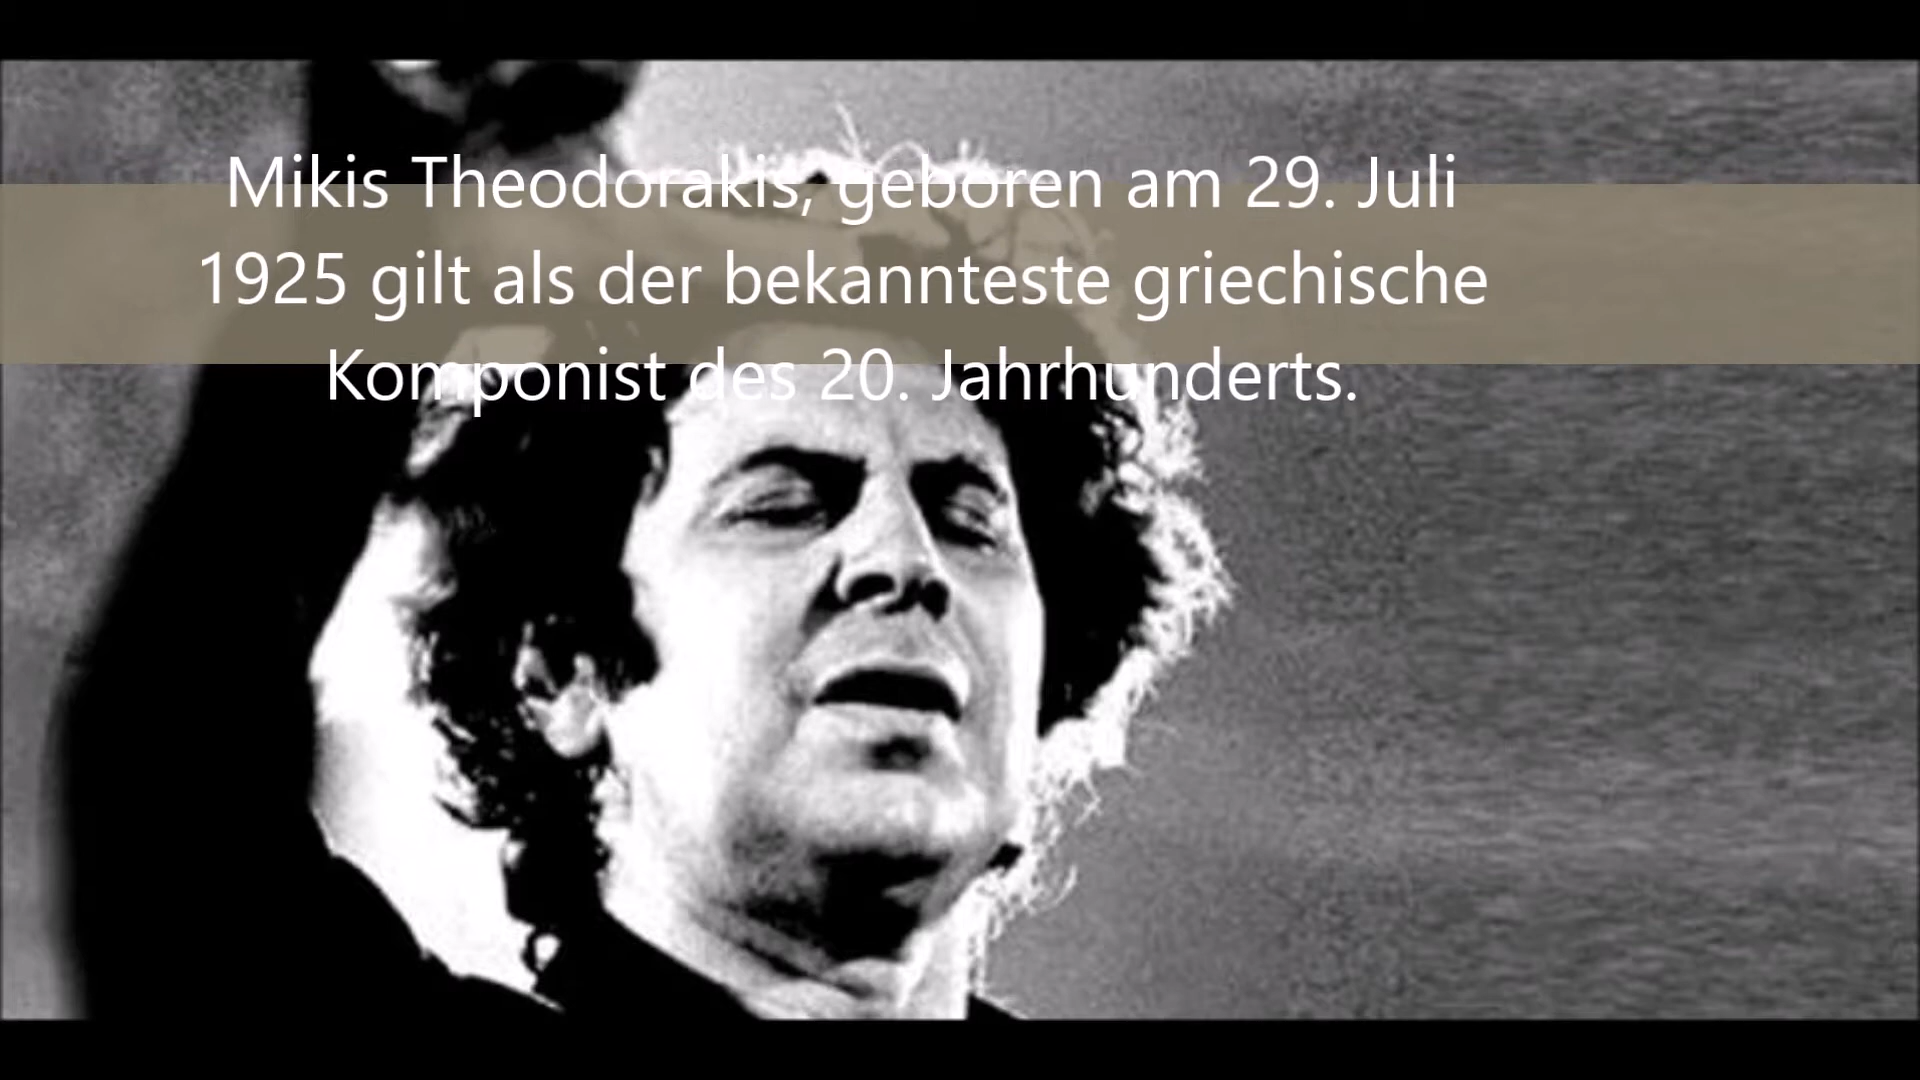 Mikis Theodorakis, geboren am 29. Juli
1925 gilt als der bekannteste griechische
Komponist des 20. Jahrhunderts.